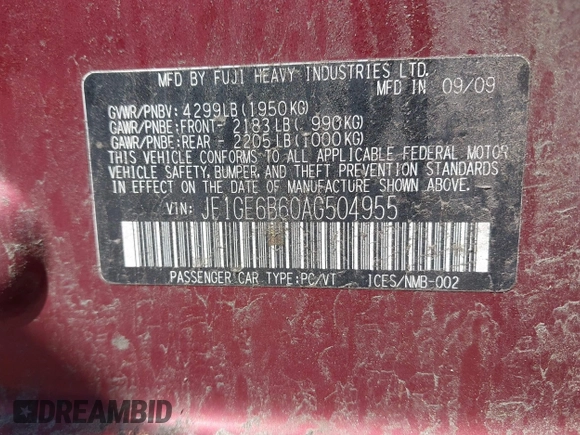 MFD BY FUJI HEAVY INDUSTRIES LTD.
MFD IN 09/09
GVWR/PNBV: 4299LB(1950KG)
GAWR/PNBE: FRONT- 2183LB( 990KG)
GAWR/PNBE: REAR - 2205LB(1000KG)
THIS VEHICLE CONFORMS TO ALL APPLICABLE FEDERAL MOTOR
VEHICLE SAFETY, BUMPER, AND THEFT PREVENTION STANDARDS
IN EFFECT ON THE DATE OF MANUFACTURE SHOWN ABOVE.
VIN: JF1GE6B60AG504955
PASSENGER CAR TYPE:PC/VT ICES/NMB-002
DREAMBID